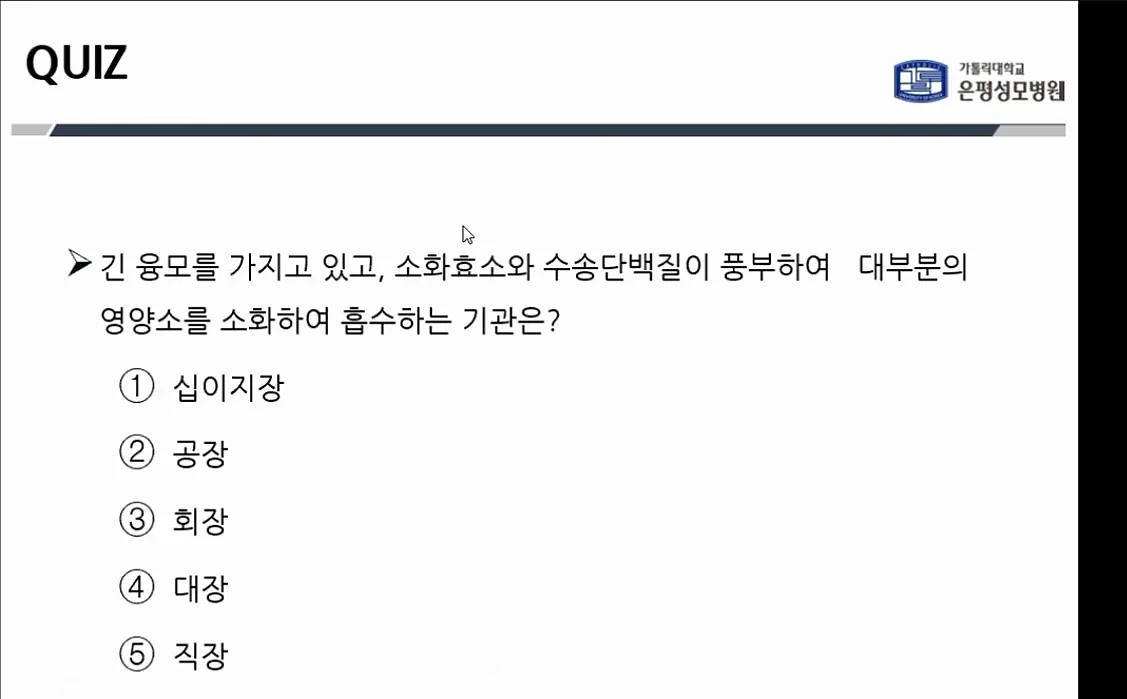 QUIZ
가톨릭대학교
은평성모병원
➢ 긴 융모를 가지고 있고, 소화효소와 수송단백질이 풍부하여 대부분의
영양소를 소화하여 흡수하는 기관은?
① 십이지장
② 공장
③ 회장
④ 대장
⑤ 직장